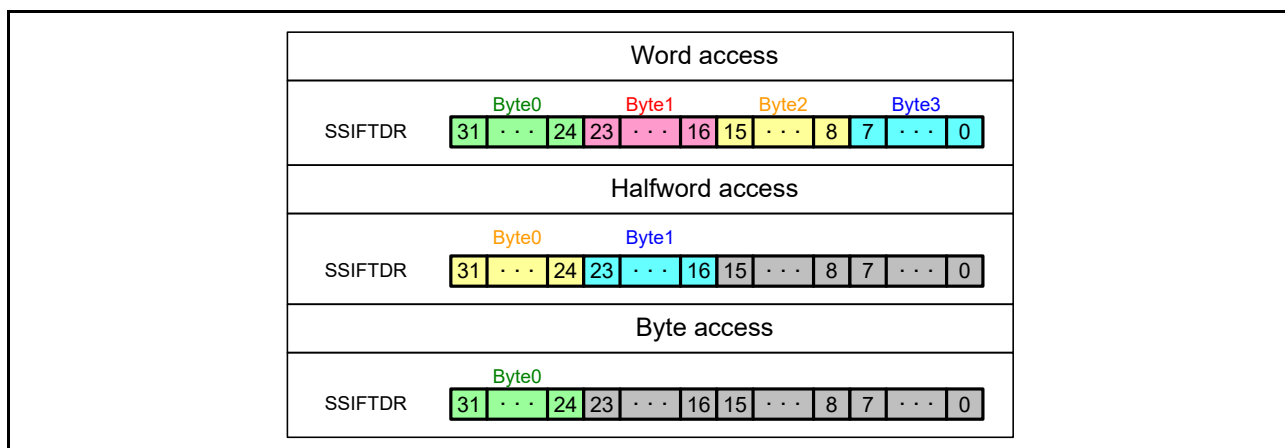 Word access
Byte0 Byte1 Byte2 Byte3
SSIFTDR 31 · · · 24 23 · · · 16 15 · · · 8 7 · · · 0
Halfword access
Byte0 Byte1
SSIFTDR 31 · · · 24 23 · · · 16 15 · · · 8 7 · · · 0
Byte access
Byte0
SSIFTDR 31 · · · 24 23 · · · 16 15 · · · 8 7 · · · 0